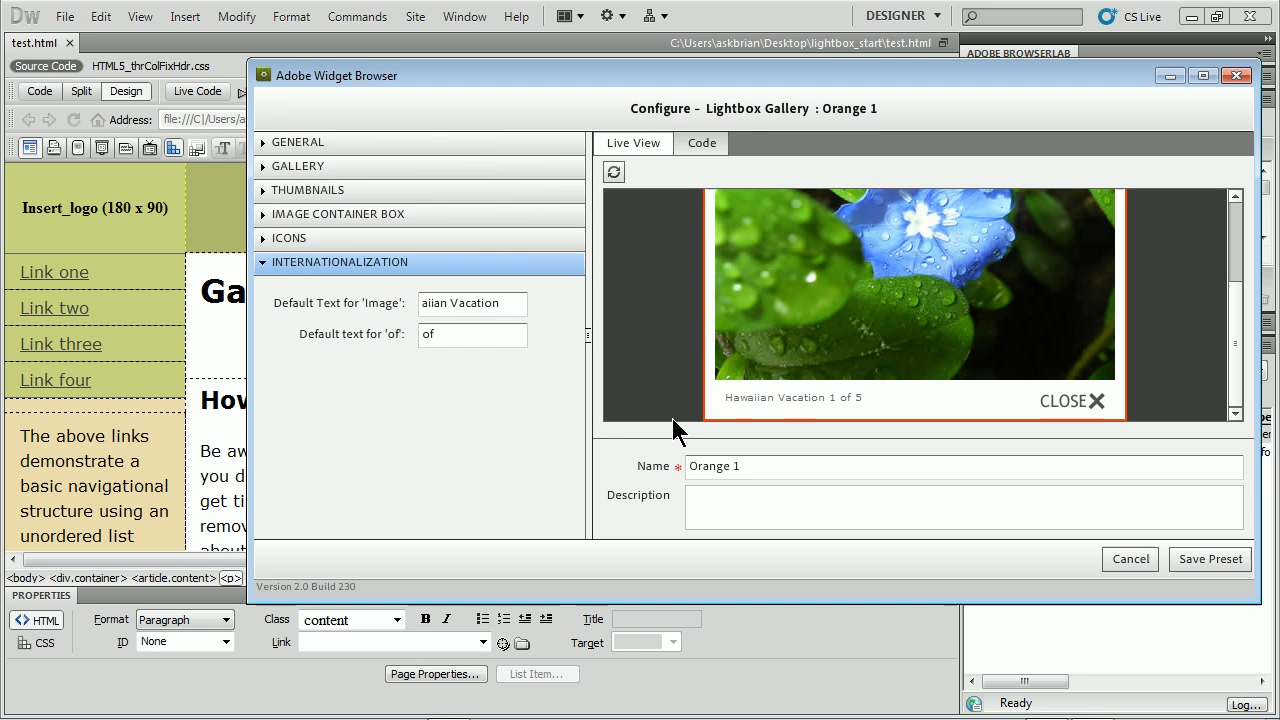 Dw File Edit View Insert Modify Format Commands Site Window Help DESIGNER CS Live
test.html C:\Users\askbrian\Desktop\lightbox_start\test.html ADOBE BROWSERLAB
Source Code HTML5_thrColFixHdr.css
Code Split Design Live Code
Address: file:///C|/Users/a
Insert_logo (180 x 90)
Link one
Link two
Link three
Link four
The above links
demonstrate a
basic navigational
structure using an
unordered list
Ga
How
Be aw
you d
get ti
remov
about
Adobe Widget Browser
Configure - Lightbox Gallery : Orange 1
GENERAL
GALLERY
THUMBNAILS
IMAGE CONTAINER BOX
ICONS
INTERNATIONALIZATION
Default Text for 'Image': aiian Vacation
Default text for 'of': of
Live View Code
Hawaiian Vacation 1 of 5 CLOSE
Name * Orange 1
Description
Cancel Save Preset
Version 2.0 Build 230
<body> <div.container> <article.content> <p>
PROPERTIES
HTML Format Paragraph Class content B I Title
CSS ID None Link Target
Page Properties... List Item...
Ready Log...